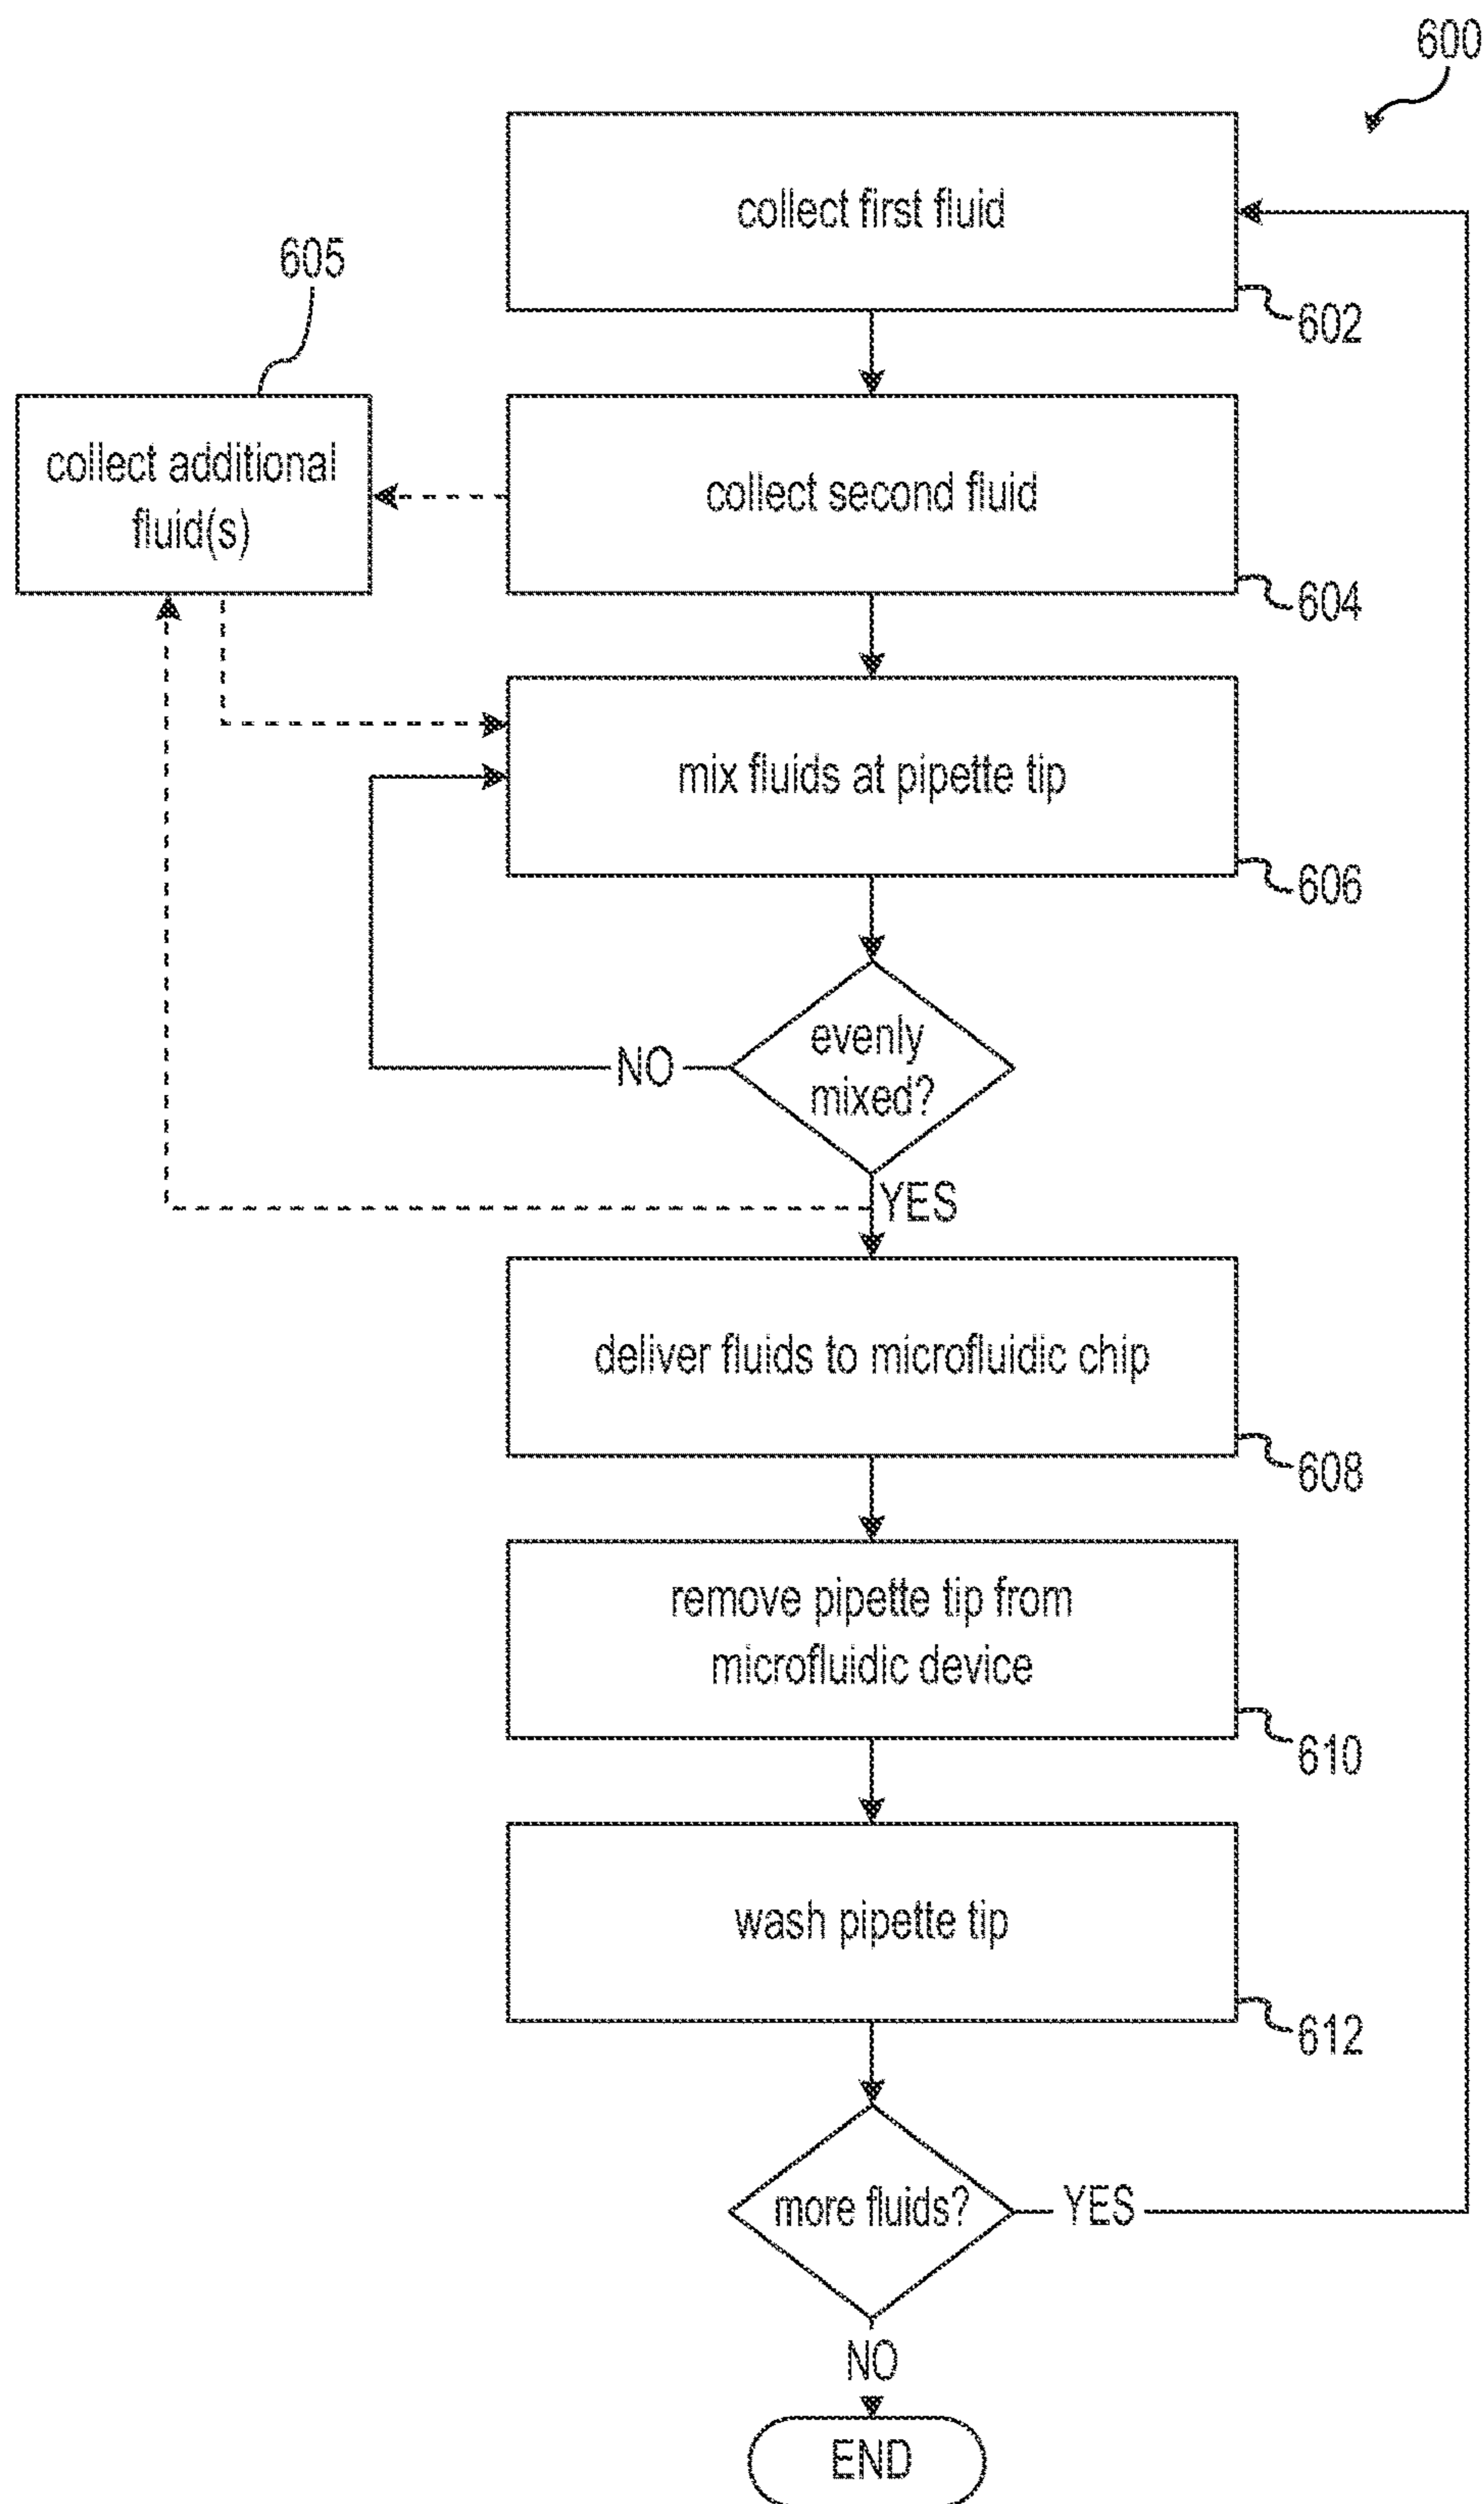 600
collect first fluid
602
605
collect additional
fluid(s)
collect second fluid
604
mix fluids at pipette tip
606
evenly
mixed?
NO
YES
deliver fluids to microfluidic chip
608
remove pipette tip from
microfluidic device
610
wash pipette tip
612
more fluids?
YES
NO
END